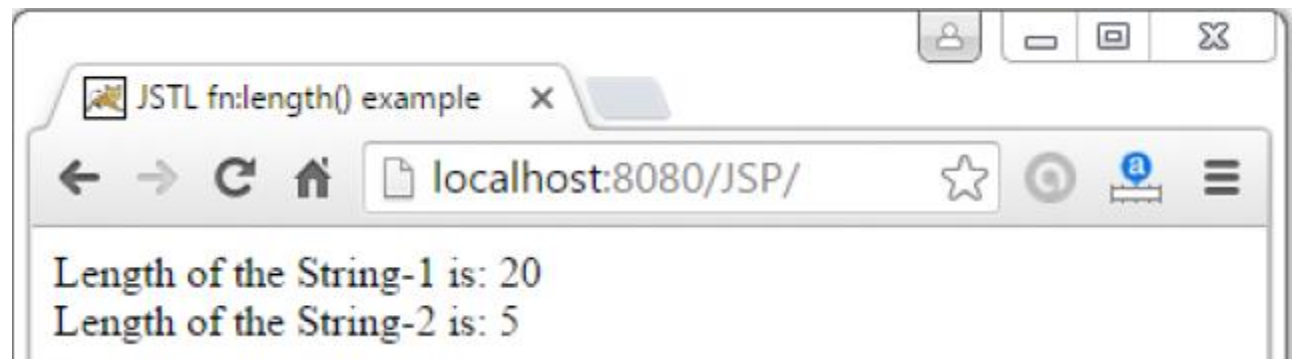 JSTL fn:length() example
localhost:8080/JSP/
a
Length of the String-1 is: 20
Length of the String-2 is: 5